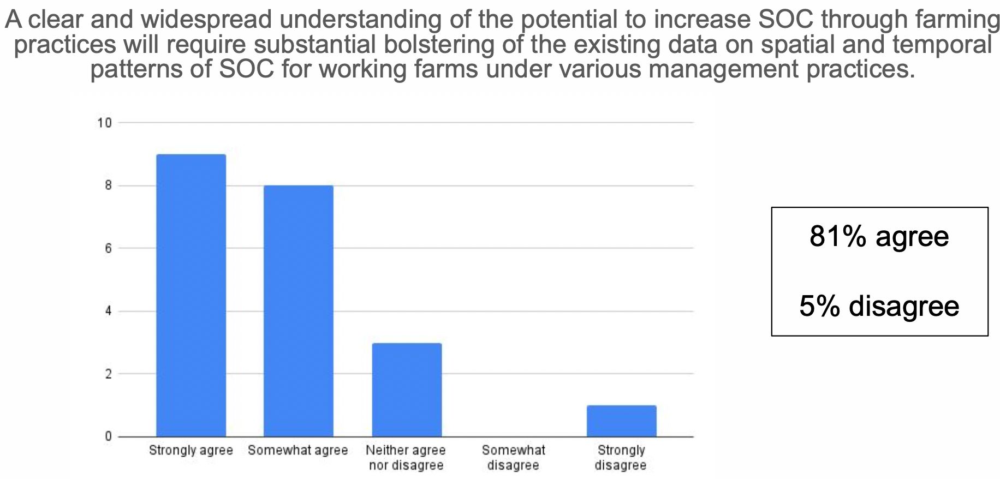 A clear and widespread understanding of the potential to increase SOC through farming
practices will require substantial bolstering of the existing data on spatial and temporal
patterns of SOC for working farms under various management practices.
10
8
6
4
2
0
Strongly agree
Somewhat agree
Neither agree
nor disagree
Somewhat
disagree
Strongly
disagree
81% agree
5% disagree